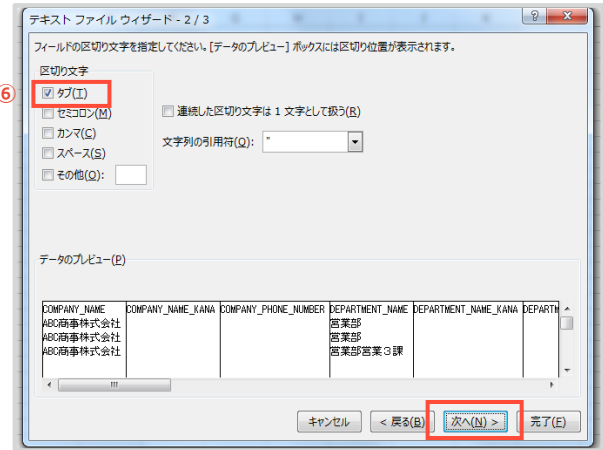 テキスト ファイル ウィザード - 2 / 3
フィールドの区切り文字を指定してください。[データのプレビュー] ボックスには区切り位置が表示されます。
区切り文字
⑥
タブ(T)
セミコロン(M)
カンマ(C)
スペース(S)
その他(O):
連続した区切り文字は 1 文字として扱う(R)
文字列の引用符(Q): "
データのプレビュー(P)
COMPANY_NAME COMPANY_NAME_KANA COMPANY_PHONE_NUMBER DEPARTMENT_NAME DEPARTMENT_NAME_KANA DEPARTM
ABC商事株式会社 営業部
ABC商事株式会社 営業部
ABC商事株式会社 営業部営業3課
キャンセル < 戻る(B) 次へ(N) > 完了(F)